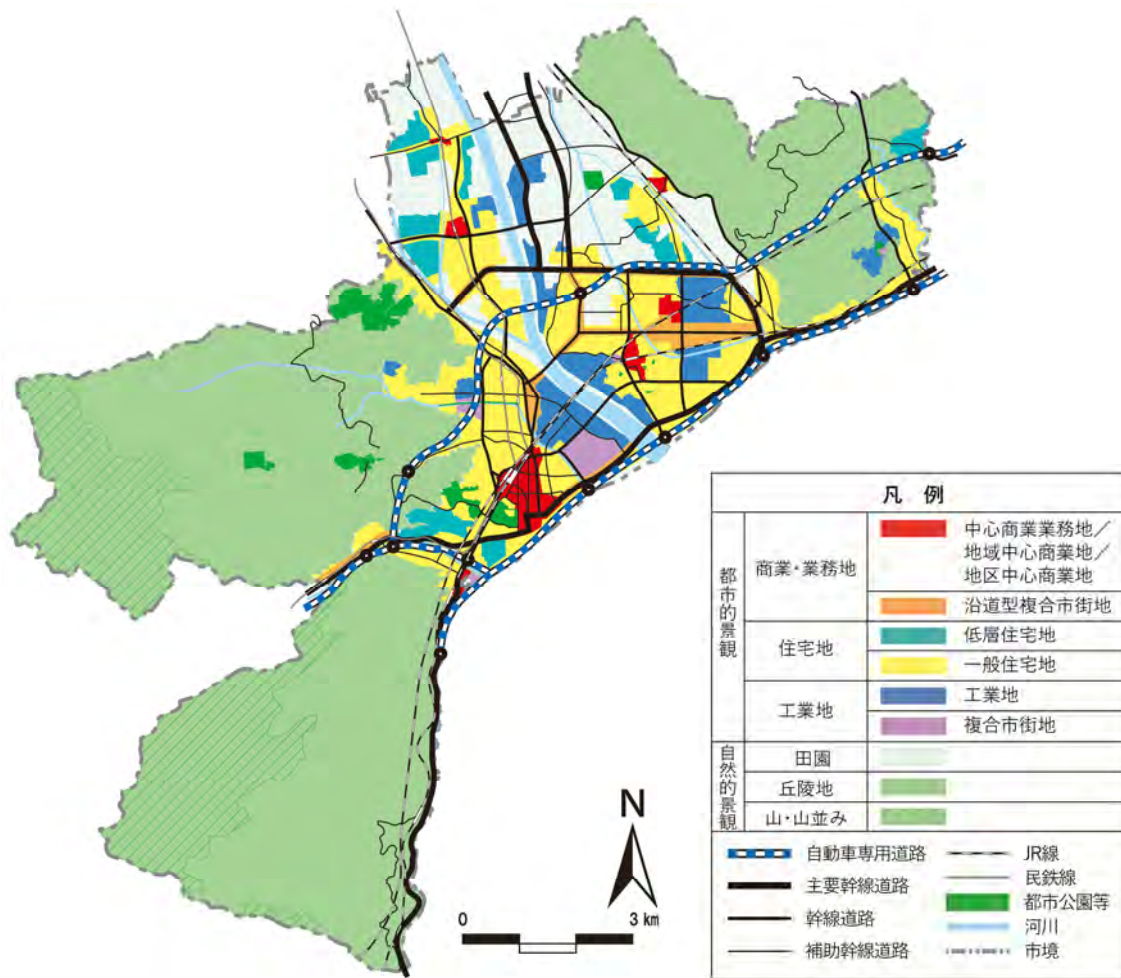 凡 例
都市的景観
商業・業務地
中心商業業務地／
地域中心商業地／
地区中心商業地
沿道型複合市街地
住宅地
低層住宅地
一般住宅地
工業地
工業地
複合市街地
自然的景観
田園
丘陵地
山・山並み
自動車専用道路
主要幹線道路
幹線道路
補助幹線道路
JR線
民鉄線
都市公園等
河川
市境
N
0 3 km